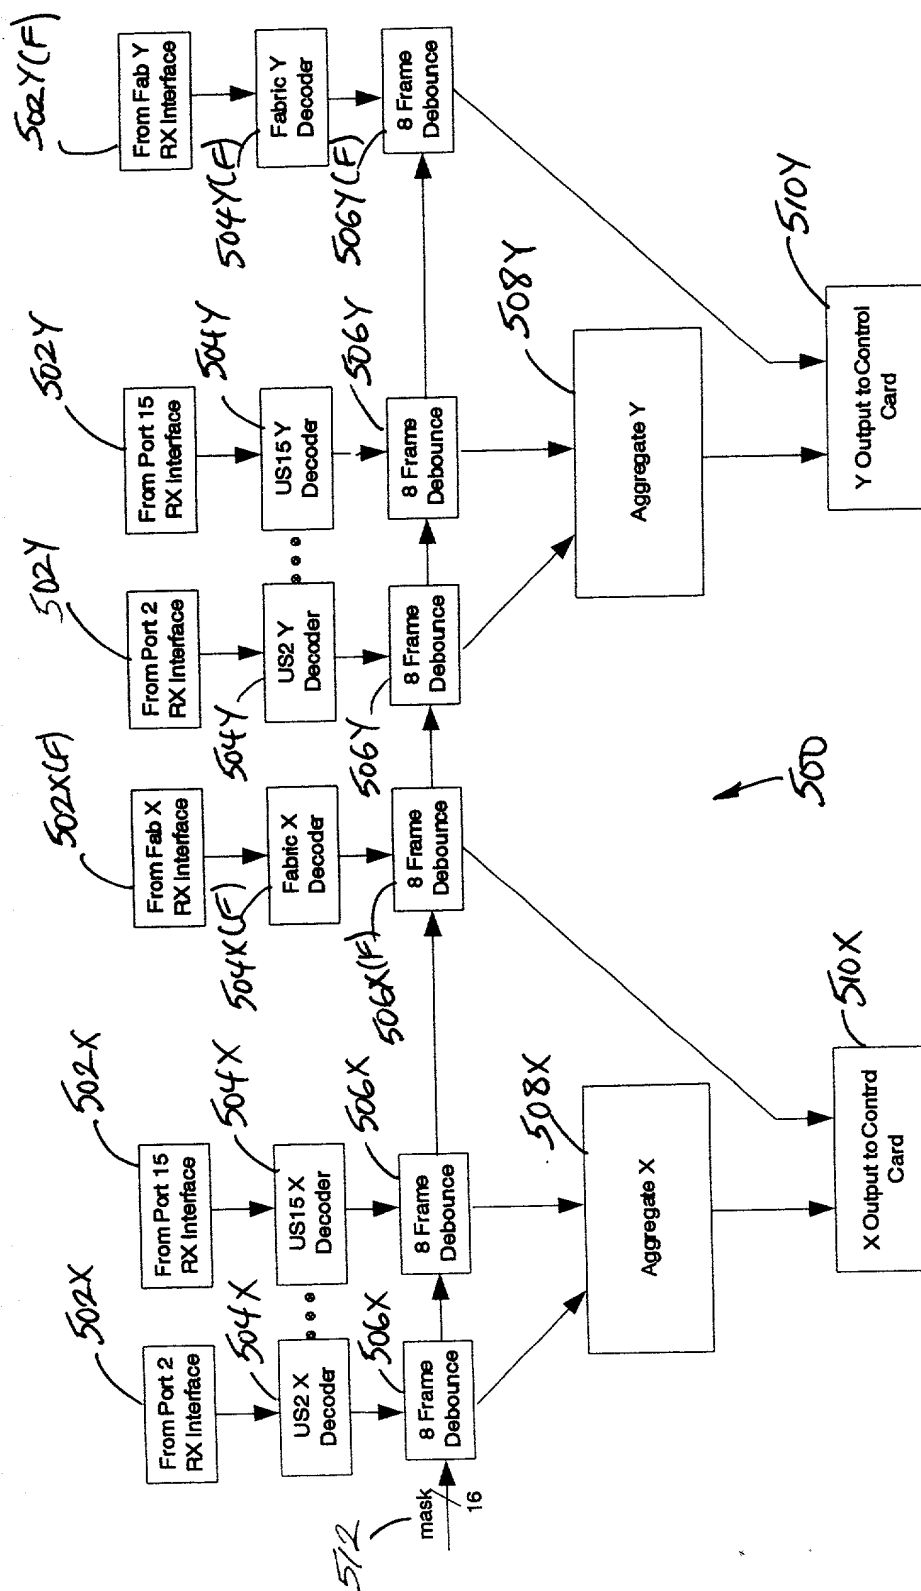 502X
502X
502X(F)
502Y
502Y
502Y(F)
From Port 2
RX Interface
From Port 15
RX Interface
From Fab X
RX Interface
From Port 2
RX Interface
From Port 15
RX Interface
From Fab Y
RX Interface
504X
504X
504X(F)
504Y
504Y
504Y(F)
US2 X
Decoder
US15 X
Decoder
Fabric X
Decoder
US2 Y
Decoder
US15 Y
Decoder
Fabric Y
Decoder
506X
506X
506X(F)
506Y
506Y
506Y(F)
512
mask
16
8 Frame
Debounce
8 Frame
Debounce
8 Frame
Debounce
8 Frame
Debounce
8 Frame
Debounce
8 Frame
Debounce
508X
508Y
Aggregate X
Aggregate Y
500
510X
510Y
X Output to Contrd
Card
Y Output to Control
Card